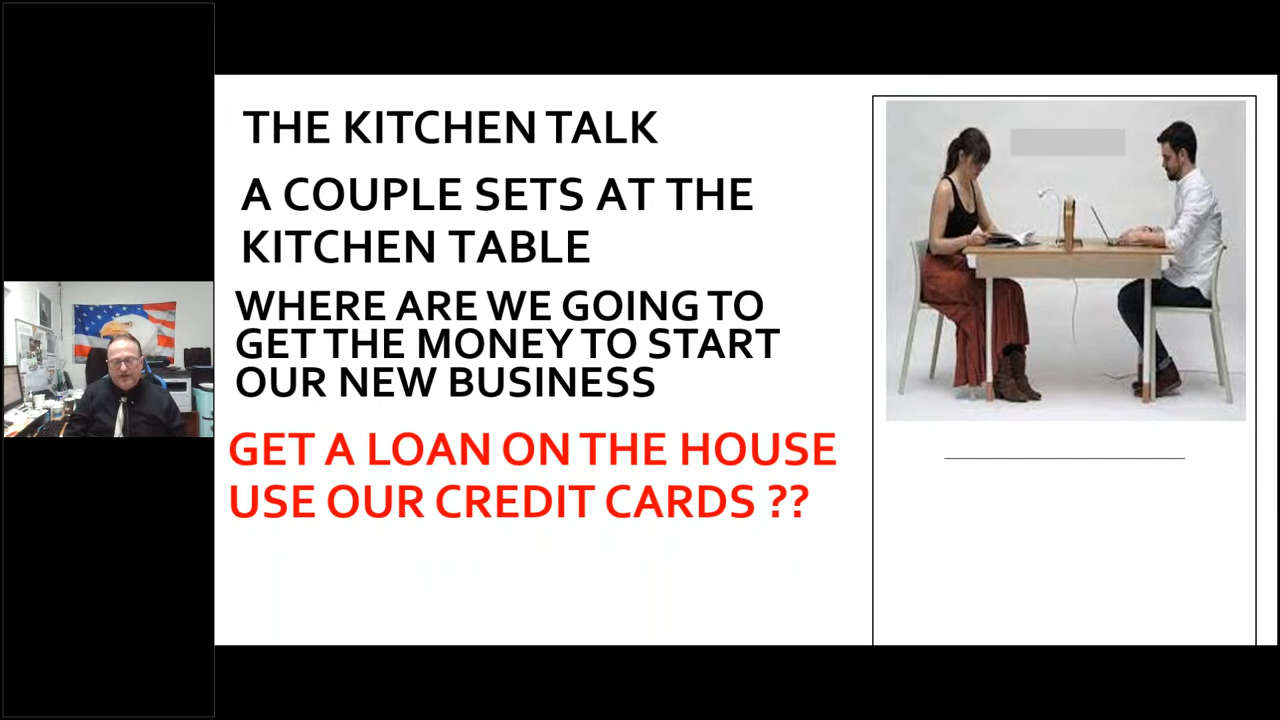 THE KITCHEN TALK
A COUPLE SETS AT THE
KITCHEN TABLE
WHERE ARE WE GOING TO
GET THE MONEY TO START
OUR NEW BUSINESS
GET A LOAN ON THE HOUSE
USE OUR CREDIT CARDS ??